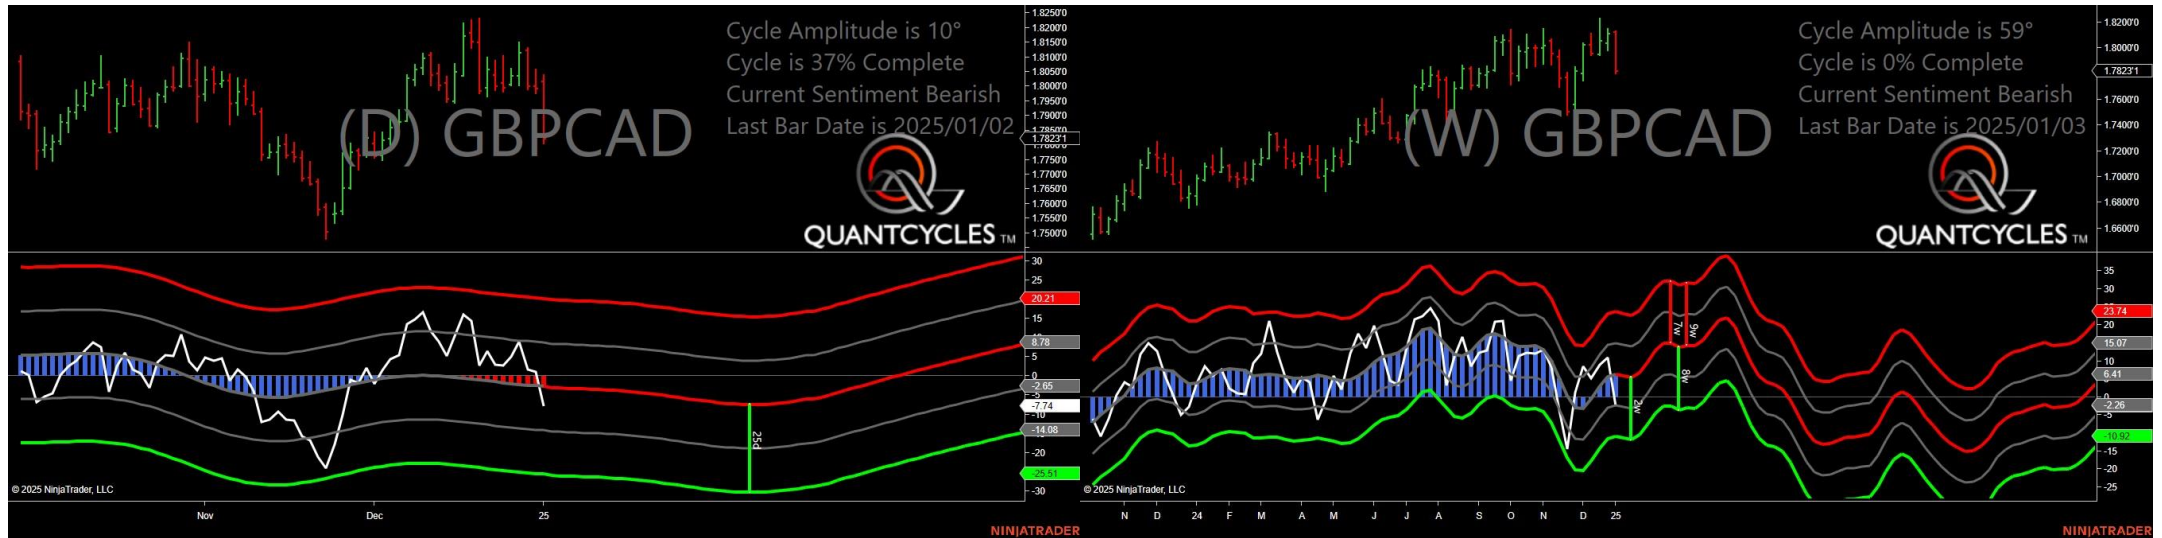 Cycle Amplitude is 10°
Cycle is 37% Complete
Current Sentiment Bearish
Last Bar Date is 2025/01/02
(D) GBPCAD
QUANTCYCLES TM
1.8250'0
1.8200'0
1.8150'0
1.8100'0
1.8050'0
1.8000'0
1.7950'0
1.7900'0
1.7850'0
1.7823'1
1.7750'0
1.7700'0
1.7650'0
1.7600'0
1.7550'0
1.7500'0
30
25
20.21
15
8.78
5
0
-2.65
-5
-7.74
-10
-14.08
-20
-25.51
-30
25d
© 2025 NinjaTrader, LLC
Nov
Dec
25
NINJATRADER
Cycle Amplitude is 59°
Cycle is 0% Complete
Current Sentiment Bearish
Last Bar Date is 2025/01/03
(W) GBPCAD
QUANTCYCLES TM
1.8200'0
1.8000'0
1.7823'1
1.7600'0
1.7400'0
1.7200'0
1.7000'0
1.6800'0
1.6600'0
35
30
23.74
20
15.07
10
6.41
-2.26
-5
-10.92
-15
-20
-25
2w
7w
9w
8w
© 2025 NinjaTrader, LLC
N D 24 F M A M J J A S O N D 25
NINJATRADER